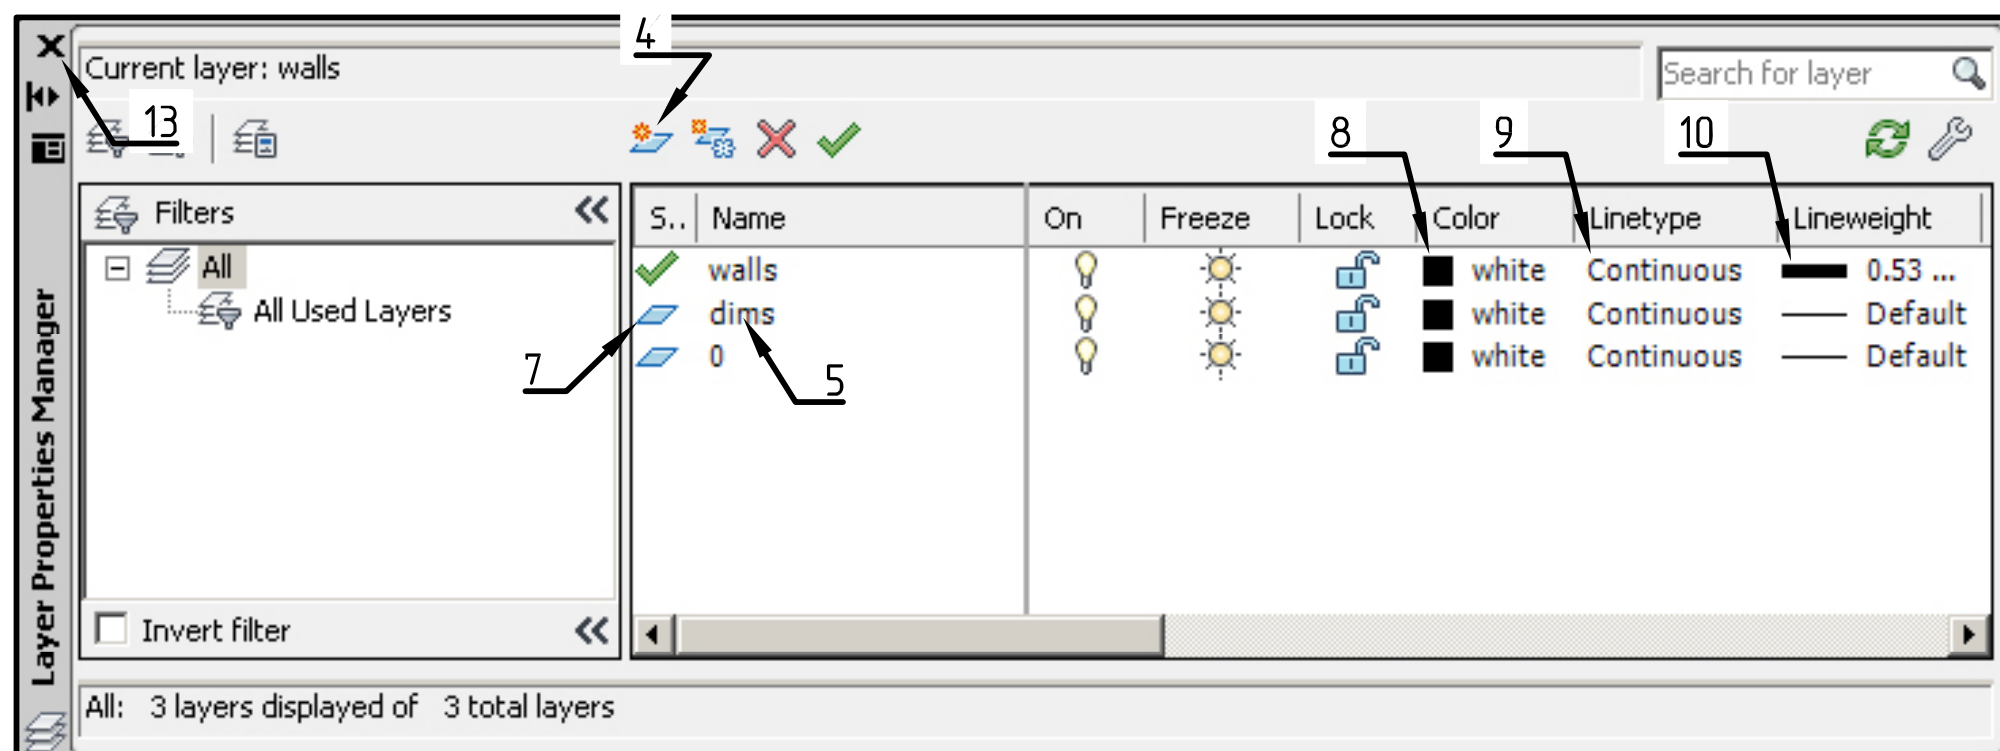 4
Current layer: walls
Search for layer
13
8
9
10
Filters
S.. Name On Freeze Lock Color Linetype Lineweight
All
walls white Continuous 0.53 ...
All Used Layers
dims white Continuous Default
7
0 white Continuous Default
5
Layer Properties Manager
Invert filter
All: 3 layers displayed of 3 total layers